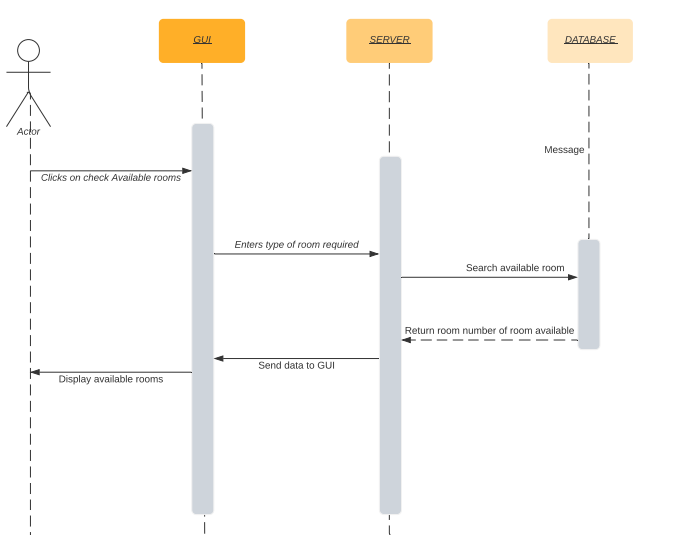 GUI
SERVER
DATABASE
Actor
Message
Clicks on check Available rooms
Enters type of room required
Search available room
Return room number of room available
Send data to GUI
Display available rooms